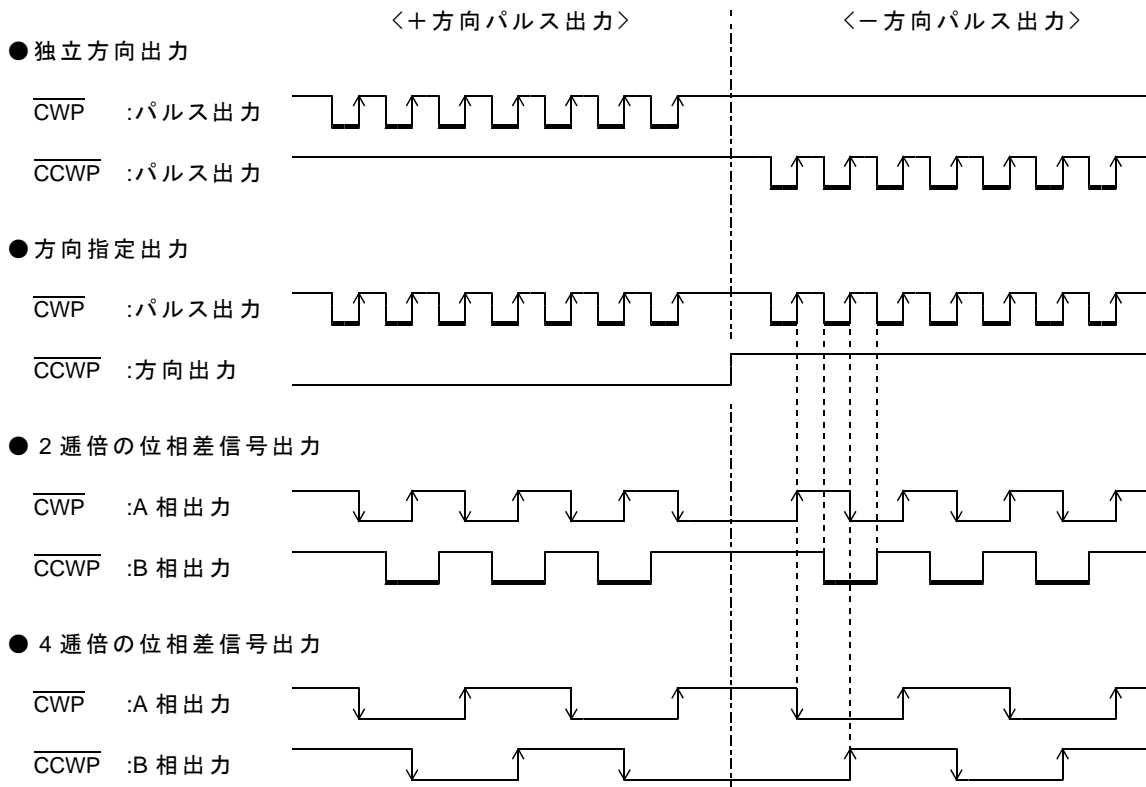 〈＋方向パルス出力〉 〈－方向パルス出力〉
●独立方向出力
CWP :パルス出力
CCWP :パルス出力
●方向指定出力
CWP :パルス出力
CCWP :方向出力
●２逓倍の位相差信号出力
CWP :A 相出力
CCWP :B 相出力
●４逓倍の位相差信号出力
CWP :A 相出力
CCWP :B 相出力